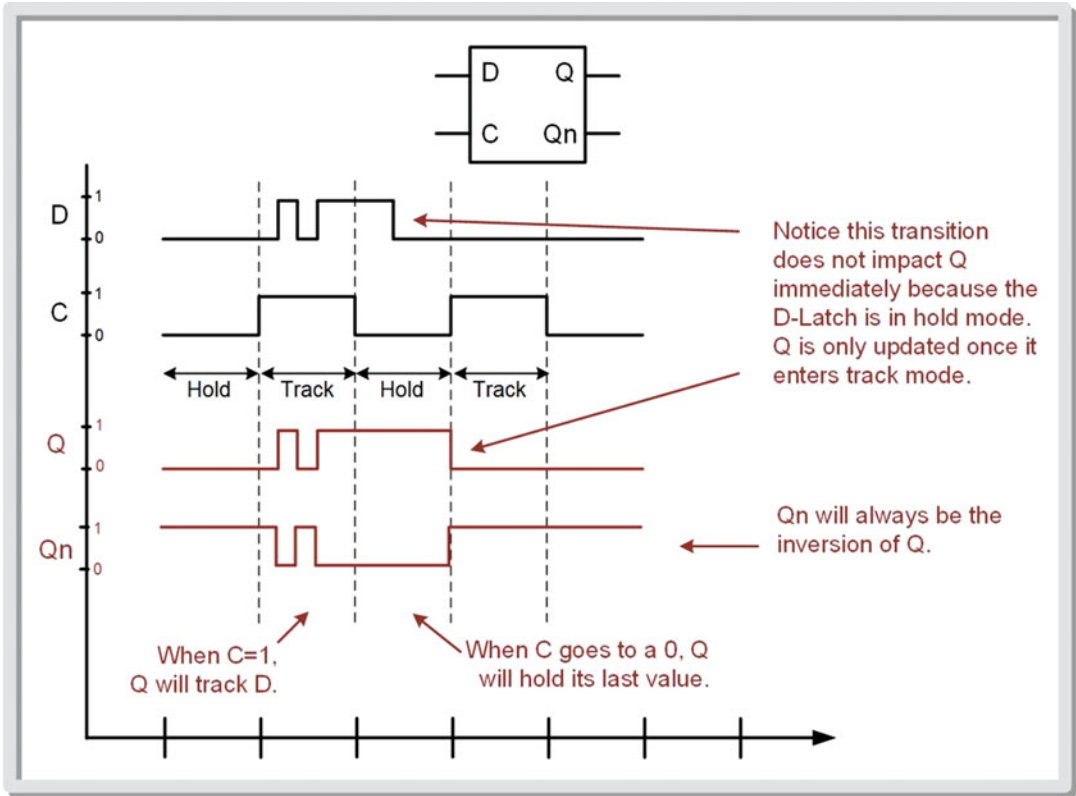 D Q
C Qn
D 1
0
C 1
0
Hold Track Hold Track
Q 1
0
Qn 1
0
Notice this transition
does not impact Q
immediately because the
D-Latch is in hold mode.
Q is only updated once it
enters track mode.
Qn will always be the
inversion of Q.
When C=1,
Q will track D.
When C goes to a 0, Q
will hold its last value.